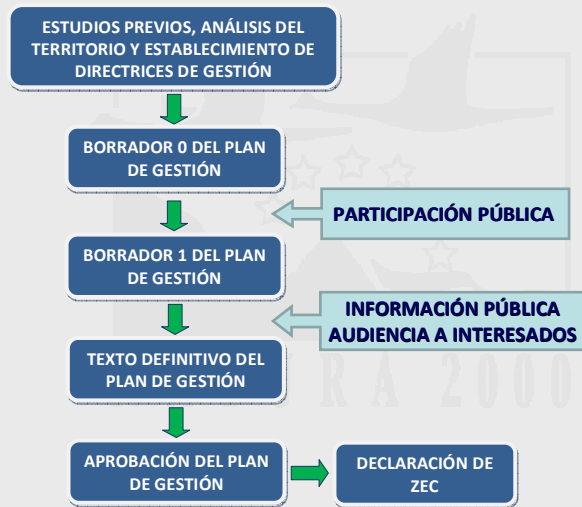 ESTUDIOS PREVIOS, ANÁLISIS DEL
TERRITORIO Y ESTABLECIMIENTO DE
DIRECTRICES DE GESTIÓN
BORRADOR 0 DEL PLAN
DE GESTIÓN
PARTICIPACIÓN PÚBLICA
BORRADOR 1 DEL PLAN
DE GESTIÓN
INFORMACIÓN PÚBLICA
AUDIENCIA A INTERESADOS
TEXTO DEFINITIVO DEL
PLAN DE GESTIÓN
RA 2000
APROBACIÓN DEL PLAN
DE GESTIÓN
DECLARACIÓN DE
ZEC